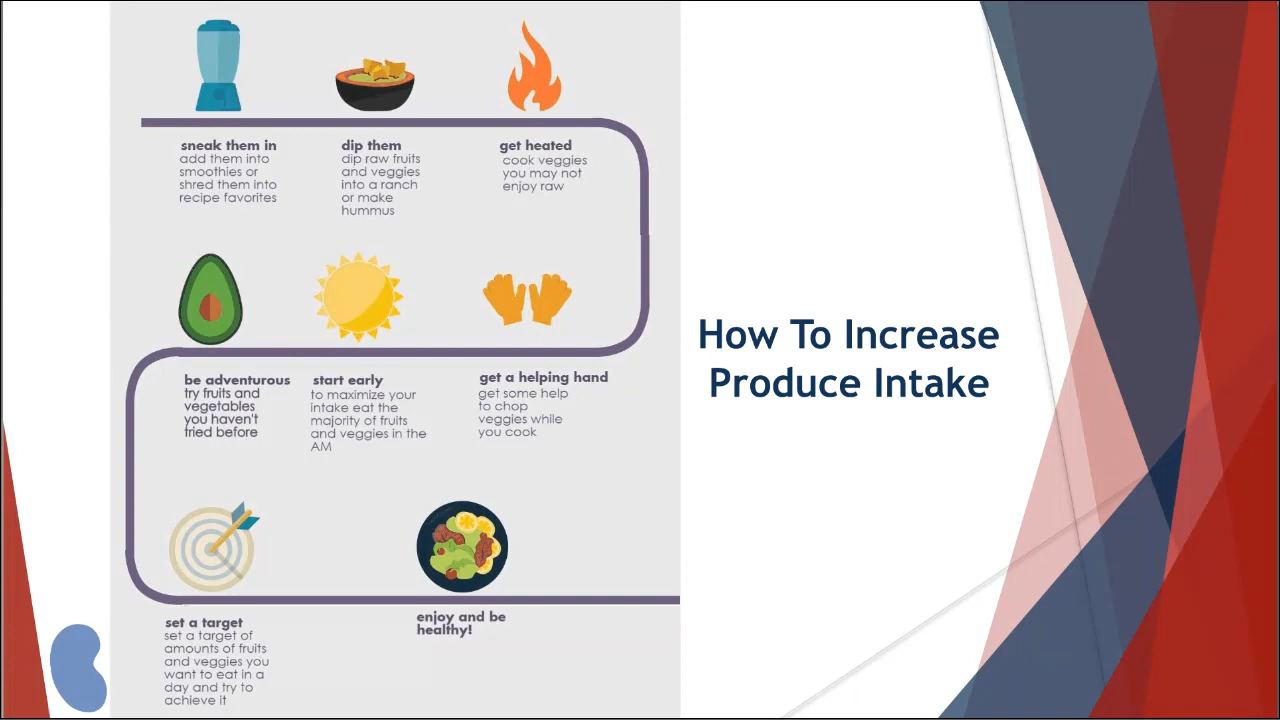 sneak them in
add them into
smoothies or
shred them into
recipe favorites
dip them
dip raw fruits
and veggies
into a ranch
or make
hummus
get heated
cook veggies
you may not
enjoy raw
be adventurous
try fruits and
vegetables
you haven't
tried before
start early
to maximize your
intake eat the
majority of fruits
and veggies in the
AM
get a helping hand
get some help
to chop
veggies while
you cook
set a target
set a target of
amounts of fruits
and veggies you
want to eat in a
day and try to
achieve it
enjoy and be
healthy!
How To Increase
Produce Intake